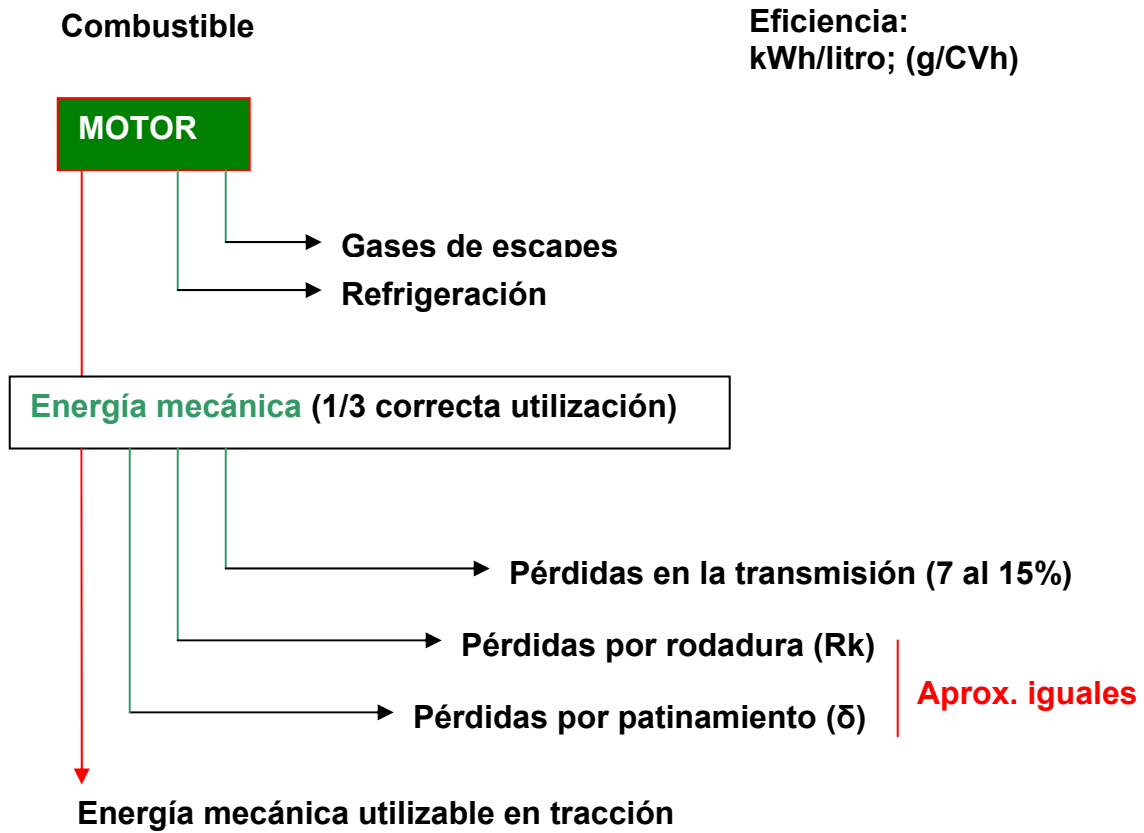 Combustible
Eficiencia:
kWh/litro; (g/CVh)
MOTOR
Gases de escapes
Refrigeración
Energía mecánica (1/3 correcta utilización)
Pérdidas en la transmisión (7 al 15%)
Pérdidas por rodadura (Rk)
Aprox. iguales
Pérdidas por patinamiento (δ)
Energía mecánica utilizable en tracción